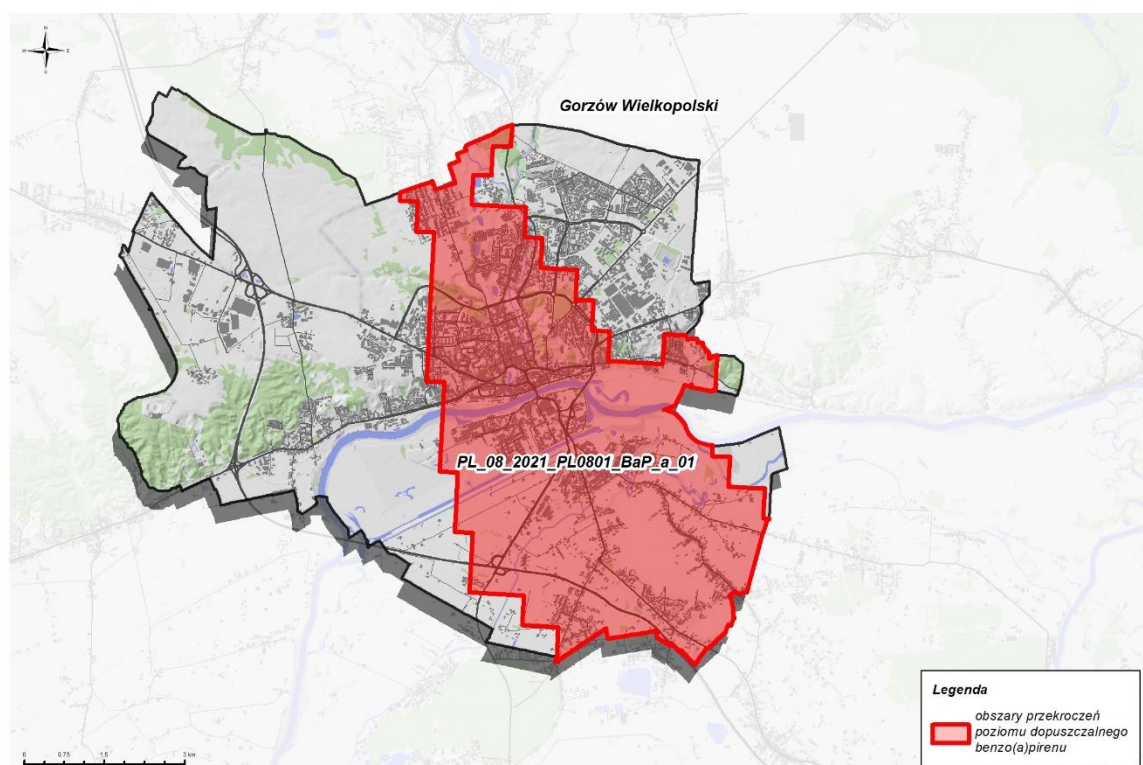 N
W E
S
Gorzów Wielkopolski
PL_08_2021_PL0801_BaP_a_01
Legenda
obszary przekroczeń
poziomu dopuszczalnego
benzo(a)pirenu
0 0,75 1,5 3 km